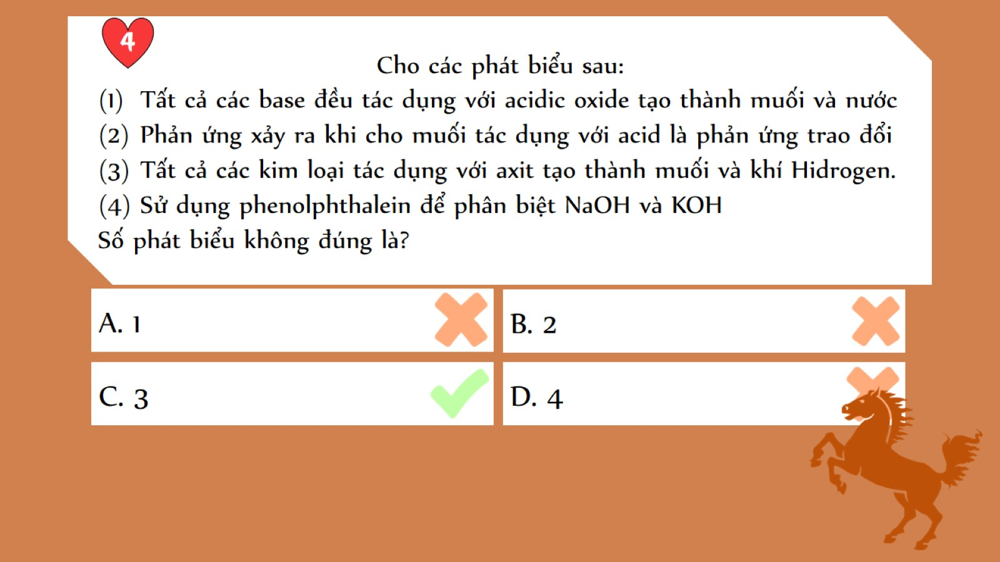 4
Cho các phát biểu sau:
(1) Tất cả các base đều tác dụng với acidic oxide tạo thành muối và nước
(2) Phản ứng xảy ra khi cho muối tác dụng với acid là phản ứng trao đổi
(3) Tất cả các kim loại tác dụng với axit tạo thành muối và khí Hidrogen.
(4) Sử dụng phenolphthalein để phân biệt NaOH và KOH
Số phát biểu không đúng là?
A. 1
B. 2
C. 3
D. 4